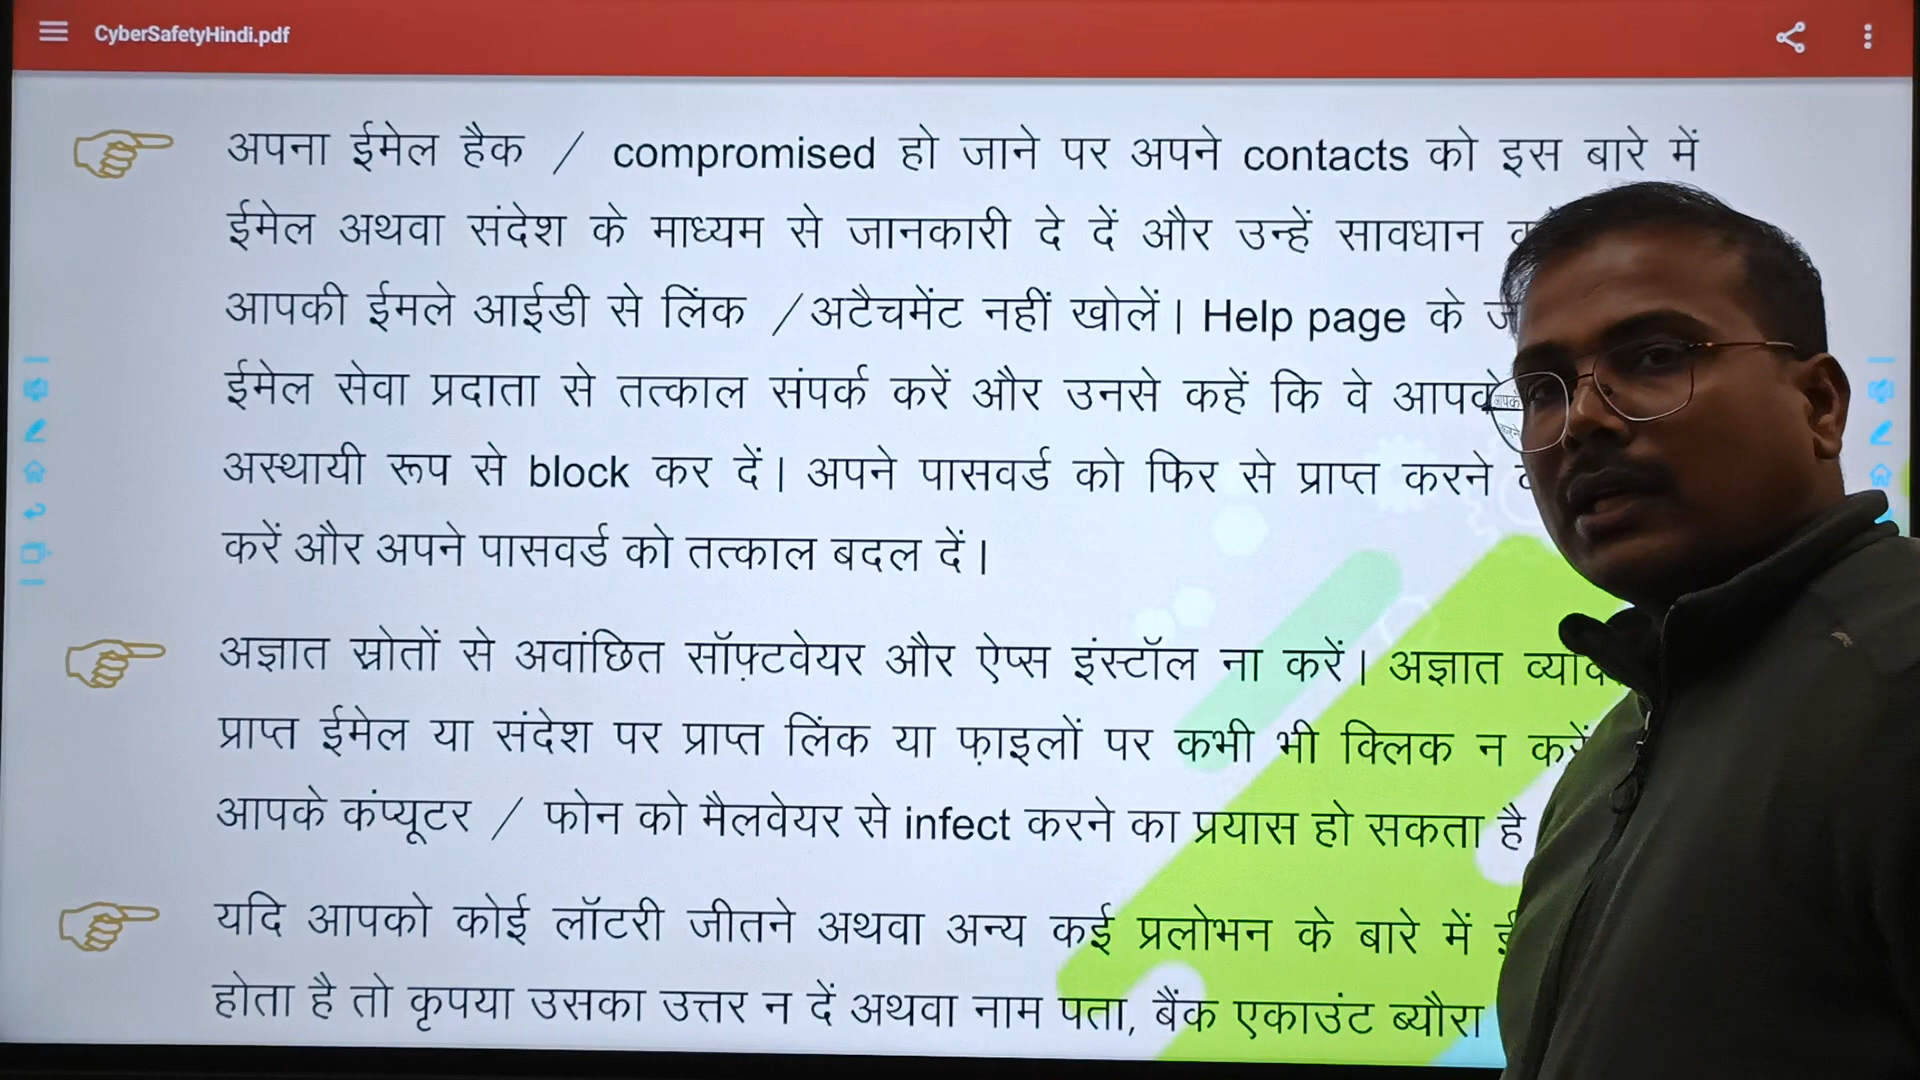 CyberSafetyHindi.pdf
अपना ईमेल हैक / compromised हो जाने पर अपने contacts को इस बारे में
ईमेल अथवा संदेश के माध्यम से जानकारी दे दें और उन्हें सावधान
आपकी ईमले आईडी से लिंक /अटैचमेंट नहीं खोलें। Help page के
ईमेल सेवा प्रदाता से तत्काल संपर्क करें और उनसे कहें कि वे
अस्थायी रूप से block कर दें। अपने पासवर्ड को फिर से प्राप्त करने
करें और अपने पासवर्ड को तत्काल बदल दें।
अज्ञात स्रोतों से अवांछित सॉफ़्टवेयर और ऐप्स इंस्टॉल ना करें। अज्ञात
प्राप्त ईमेल या संदेश पर प्राप्त लिंक या फ़ाइलों पर कभी भी क्लिक न करें
आपके कंप्यूटर / फोन को मैलवेयर से infect करने का प्रयास हो सकता है
यदि आपको कोई लॉटरी जीतने अथवा अन्य कई प्रलोभन के बारे में
होता है तो कृपया उसका उत्तर न दें अथवा नाम पता, बैंक एकाउंट ब्यौरा